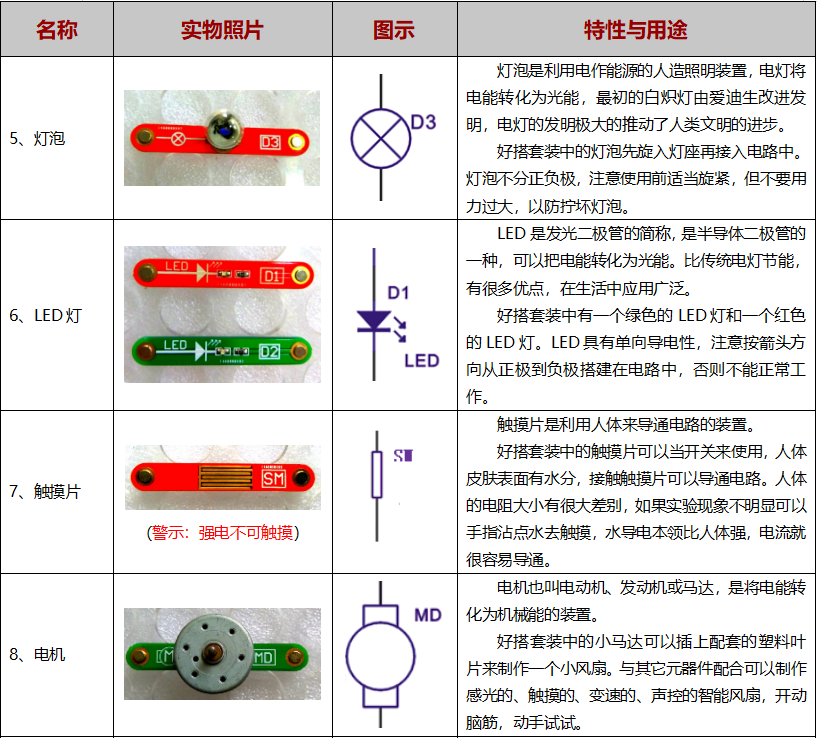 名称 实物照片 图示 特性与用途
5、灯泡
D3
D3
灯泡是利用电作能源的人造照明装置，电灯将
电能转化为光能，最初的白炽灯由爱迪生改进发
明，电灯的发明极大的推动了人类文明的进步。
好搭套装中的灯泡先旋入灯座再接入电路中。
灯泡不分正负极，注意使用前适当旋紧，但不要用
力过大，以防拧坏灯泡。
6、LED 灯
LED D1
LED D2
D1
LED
LED 是发光二极管的简称，是半导体二极管的
一种，可以把电能转化为光能。比传统电灯节能，
有很多优点，在生活中应用广泛。
好搭套装中有一个绿色的 LED 灯和一个红色
的 LED 灯。LED 具有单向导电性，注意按箭头方
向从正极到负极搭建在电路中，否则不能正常工
作。
7、触摸片
SM
(警示：强电不可触摸)
SM
触摸片是利用人体来导通电路的装置。
好搭套装中的触摸片可以当开关来使用，人体
皮肤表面有水分，接触触摸片可以导通电路。人体
的电阻大小有很大差别，如果实验现象不明显可以
手指沾点水去触摸，水导电本领比人体强，电流就
很容易导通。
8、电机
MD
MD
电机也叫电动机、发动机或马达，是将电能转
化为机械能的装置。
好搭套装中的小马达可以插上配套的塑料叶
片来制作一个小风扇。与其它元器件配合可以制作
感光的、触摸的、变速的、声控的智能风扇，开动
脑筋，动手试试。